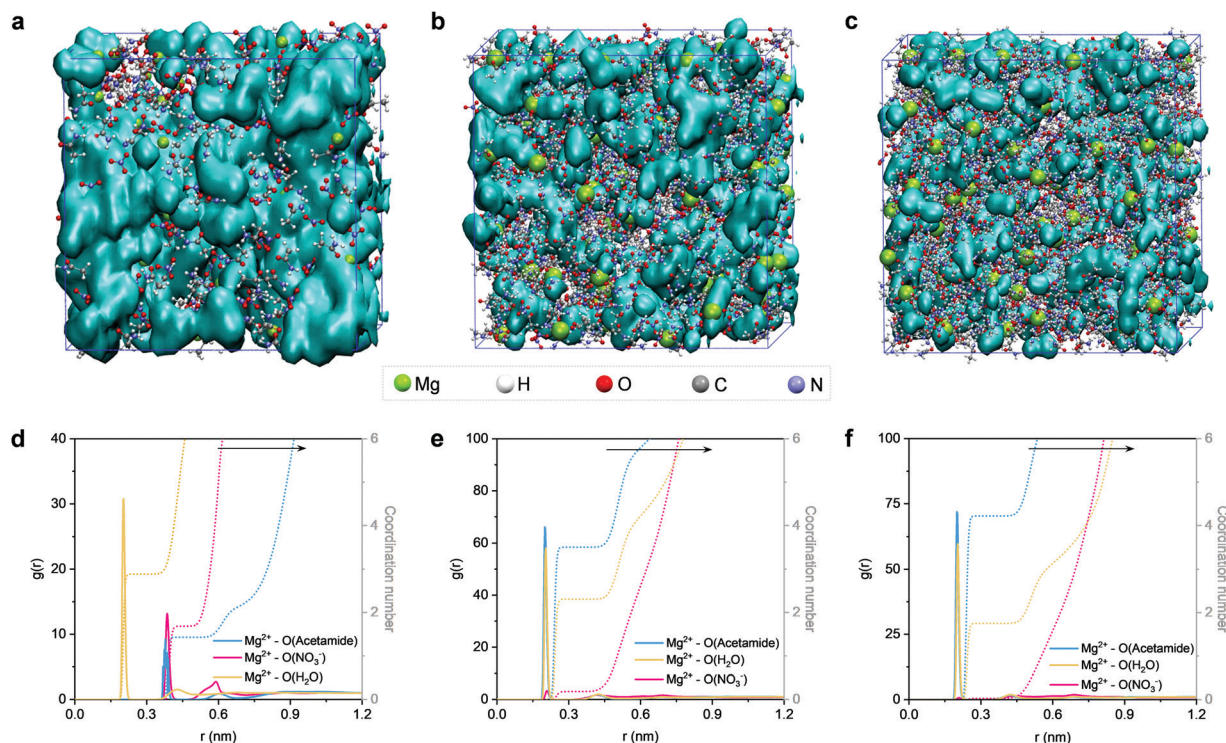 a
b
c
Mg H O C N
d
40
30
20
10
0
g(r)
6
4
2
0
Coordination number
Mg²⁺ - O(Acetamide)
Mg²⁺ - O(NO₃⁻)
Mg²⁺ - O(H₂O)
0.0 0.3 0.6 0.9 1.2
r (nm)
e
100
80
60
40
20
0
g(r)
6
4
2
0
Coordination number
Mg²⁺ - O(Acetamide)
Mg²⁺ - O(H₂O)
Mg²⁺ - O(NO₃⁻)
0.0 0.3 0.6 0.9 1.2
r (nm)
f
100
75
50
25
0
g(r)
6
4
2
0
Coordination number
Mg²⁺ - O(Acetamide)
Mg²⁺ - O(H₂O)
Mg²⁺ - O(NO₃⁻)
0.0 0.3 0.6 0.9 1.2
r (nm)